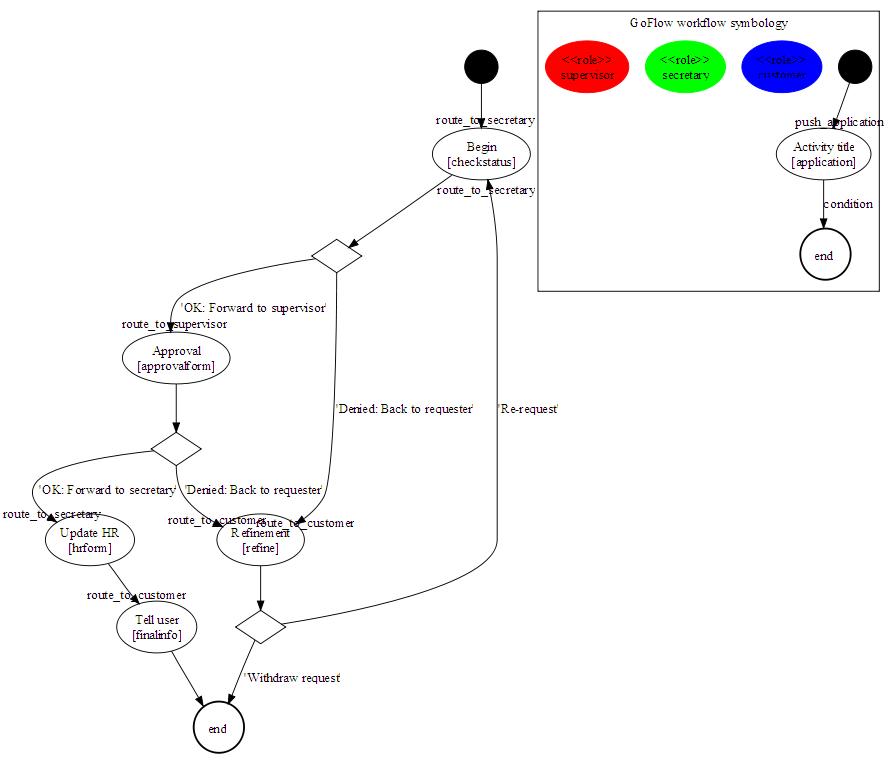 GoFlow workflow symbology
<<role>>
supervisor
<<role>>
secretary
<<role>>
customer
push_application
Activity title
[application]
condition
end
route_to_secretary
Begin
[checkstatus]
route_to_secretary
'OK: Forward to supervisor'
route_to_supervisor
Approval
[approvalform]
'Denied: Back to requester'
'Re-request'
'OK: Forward to secretary'
'Denied: Back to requester'
route_to_secretary
route_to_customer
route_to_customer
Update HR
[hrform]
Refinement
[refine]
route_to_customer
Tell user
[finalinfo]
'Withdraw request'
end